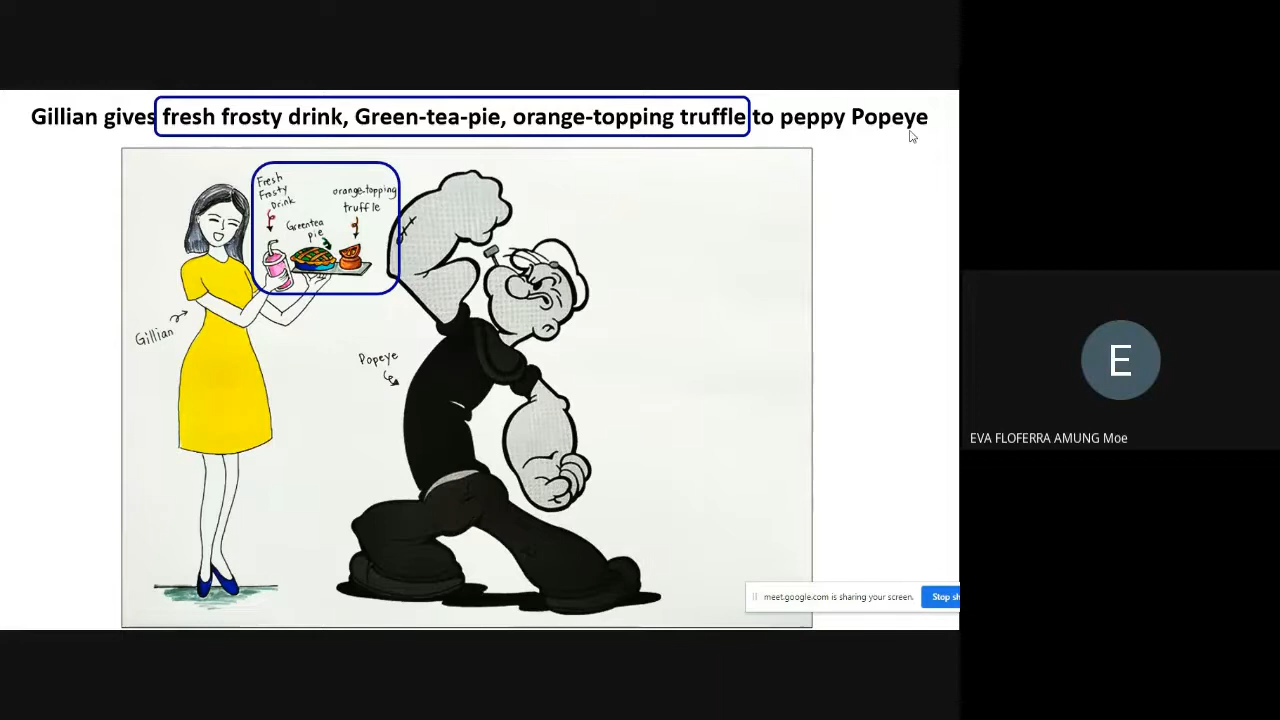 Gillian gives fresh frosty drink, Green-tea-pie, orange-topping truffle to peppy Popeye
Fresh
Frosty
Drink
orange-topping
truffle
Greentea
pie
Gillian
Popeye
E
EVA FLOFERRA AMUNG Moe
meet.google.com is sharing your screen.
Stop sh